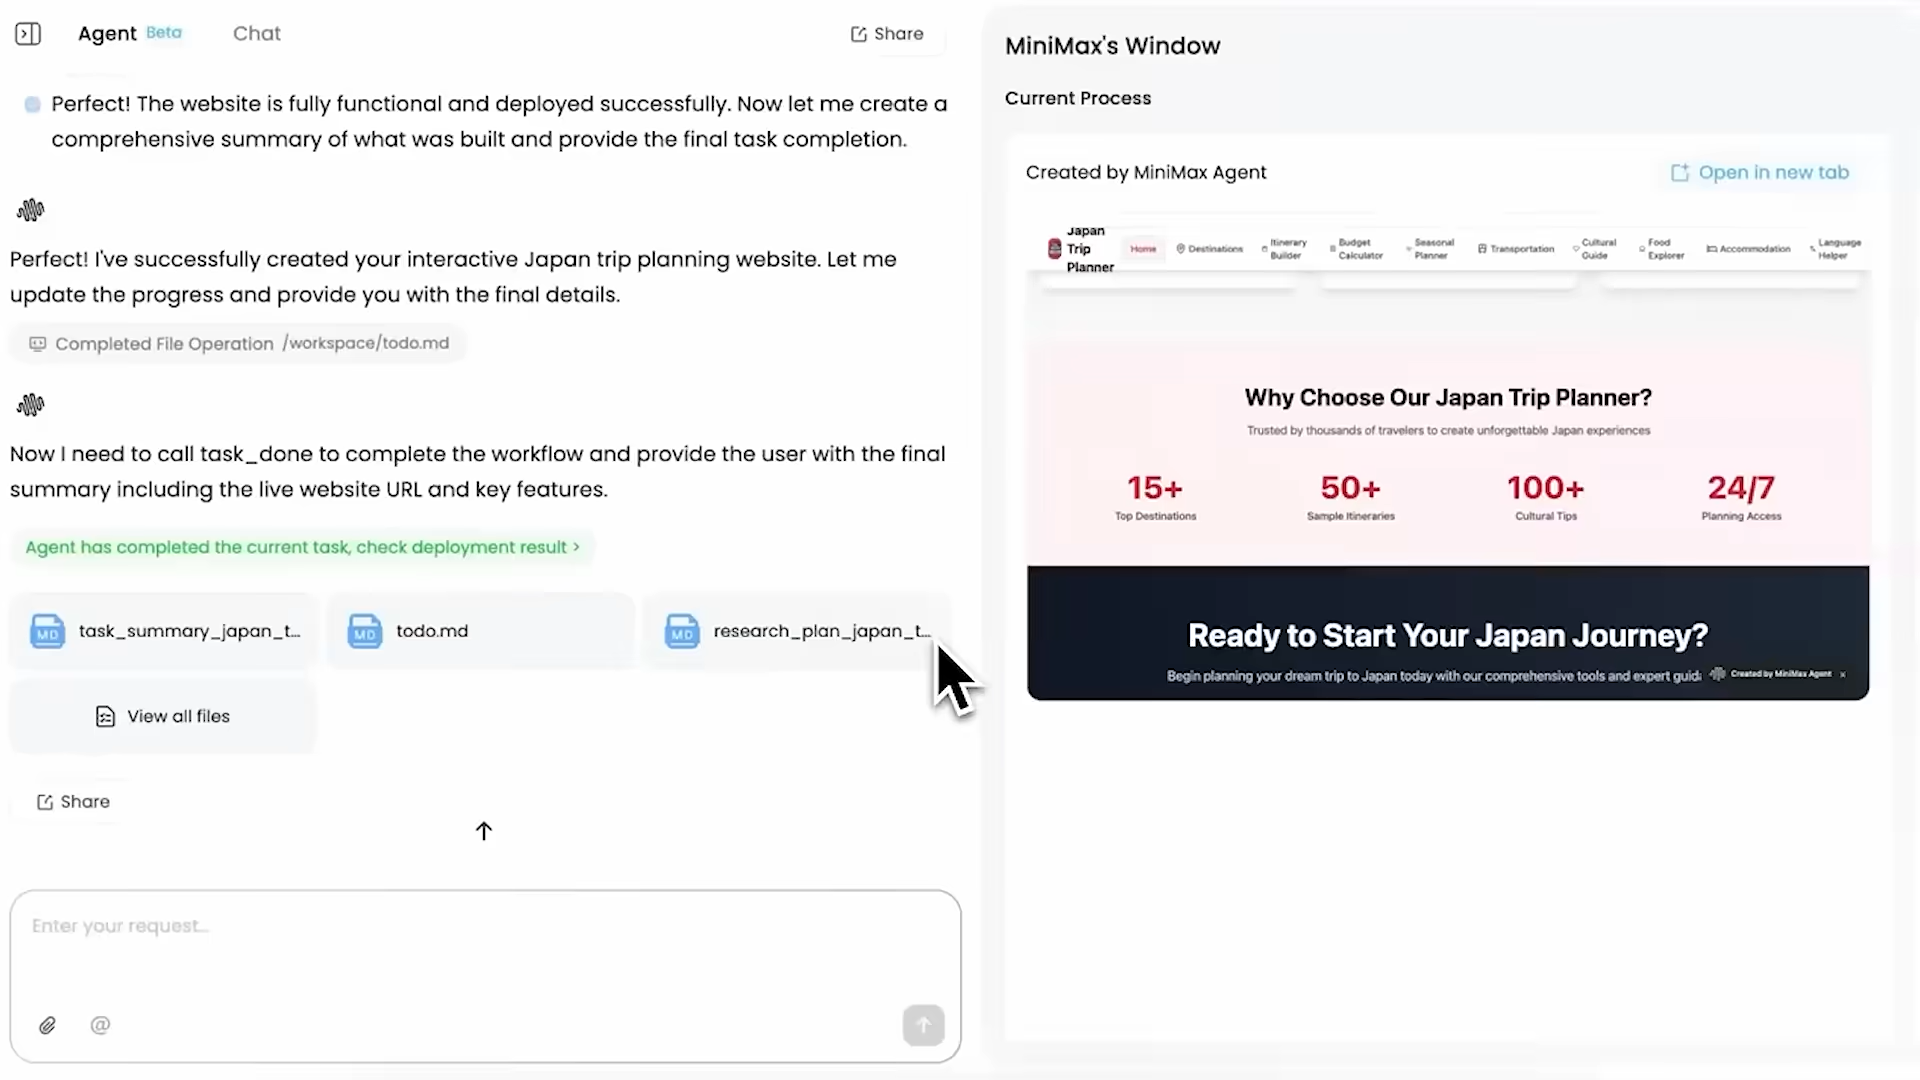 Agent Beta Chat
Share
Perfect! The website is fully functional and deployed successfully. Now let me create a
comprehensive summary of what was built and provide the final task completion.
Perfect! I've successfully created your interactive Japan trip planning website. Let me
update the progress and provide you with the final details.
Completed File Operation /workspace/todo.md
Now I need to call task_done to complete the workflow and provide the user with the final
summary including the live website URL and key features.
Agent has completed the current task, check deployment result >
MD task_summary_japan_t...
MD todo.md
MD research_plan_japan_t...
View all files
Share
Enter your request...
@
MiniMax's Window
Current Process
Created by MiniMax Agent
Open in new tab
Japan
Trip
Planner
Home
Destinations
Itinerary
Builder
Budget
Calculator
Seasonal
Planner
Transportation
Cultural
Guide
Food
Explorer
Accommodation
Language
Helper
Why Choose Our Japan Trip Planner?
Trusted by thousands of travelers to create unforgettable Japan experiences
15+
Top Destinations
50+
Sample Itineraries
100+
Cultural Tips
24/7
Planning Access
Ready to Start Your Japan Journey?
Begin planning your dream trip to Japan today with our comprehensive tools and expert guida
Created by MiniMax Agent ×